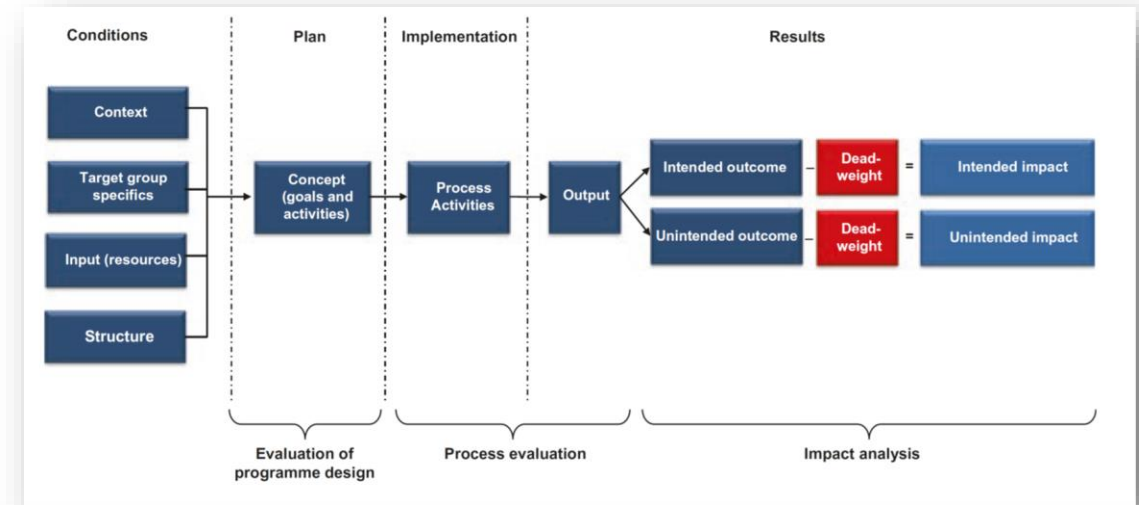 Conditions
Plan
Implementation
Results
Context
Target group
specifics
Input (resources)
Structure
Concept
(goals and
activities)
Process
Activities
Output
Intended outcome
–
Dead-
weight
=
Intended impact
Unintended outcome
–
Dead-
weight
=
Unintended impact
Evaluation of
programme design
Process evaluation
Impact analysis